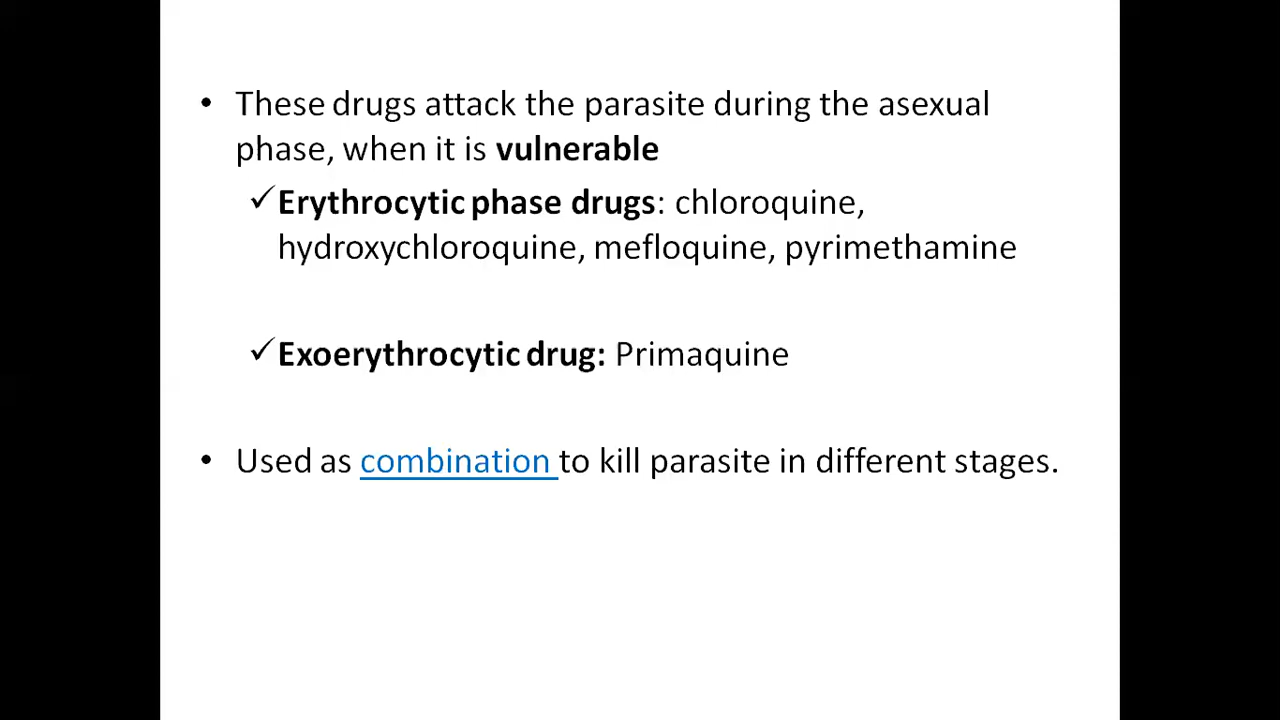 • These drugs attack the parasite during the asexual
phase, when it is vulnerable
✓Erythrocytic phase drugs: chloroquine,
hydroxychloroquine, mefloquine, pyrimethamine
✓Exoerythrocytic drug: Primaquine
• Used as combination to kill parasite in different stages.